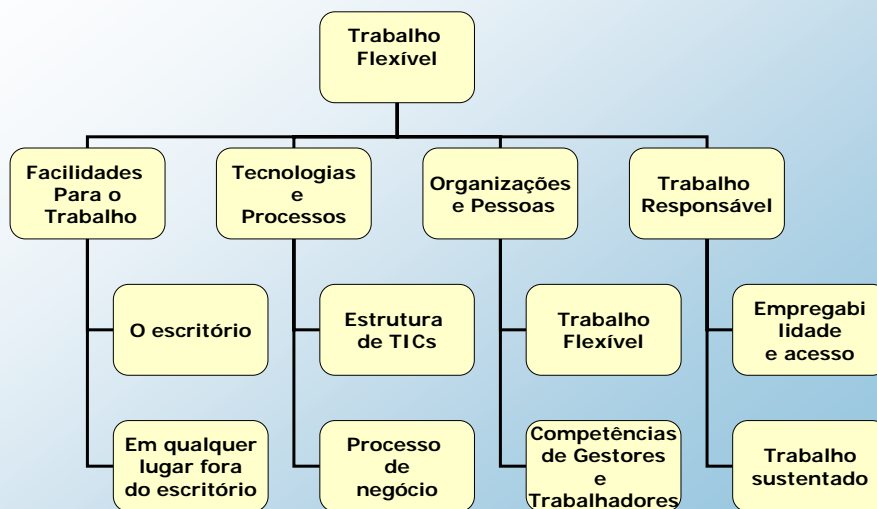 Trabalho
Flexível
Facilidades
Para o
Trabalho
Tecnologias
e
Processos
Organizações
e Pessoas
Trabalho
Responsável
O escritório
Estrutura
de TICs
Trabalho
Flexível
Empregabi
lidade
e acesso
Em qualquer
lugar fora
do escritório
Processo
de
negócio
Competências
de Gestores
e
Trabalhadores
Trabalho
sustentado